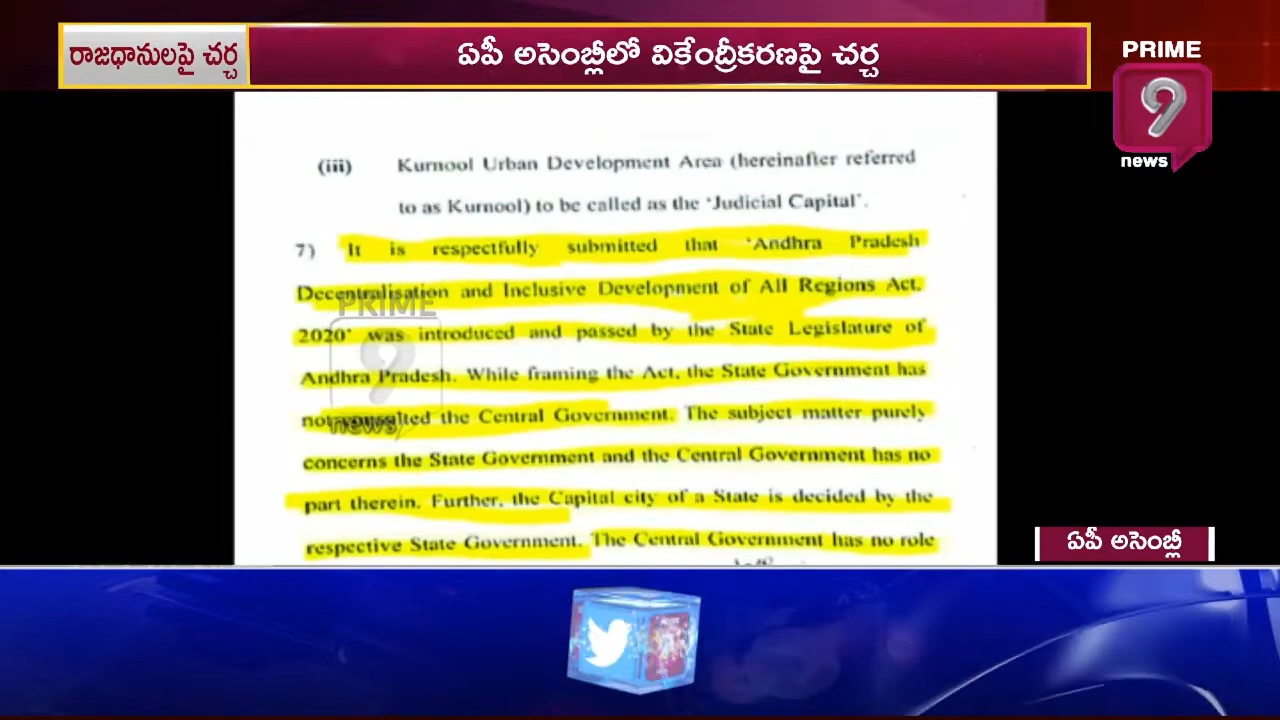 రాజధానులపై చర్చ
ఏపీ అసెంబ్లీలో వికేంద్రీకరణపై చర్చ
PRIME
9
news
(iii) Kurnool Urban Development Area (hereinafter referred
to as Kurnool) to be called as the 'Judicial Capital'.
7) It is respectfully submitted that 'Andhra Pradesh
Decentralisation and Inclusive Development of All Regions Act,
2020' was introduced and passed by the State Legislature of
Andhra Pradesh. While framing the Act, the State Government has
not consulted the Central Government. The subject matter purely
concerns the State Government and the Central Government has no
part therein. Further, the Capital city of a State is decided by the
respective State Government. The Central Government has no role
PRIME
9
news
ఏపీ అసెంబ్లీ